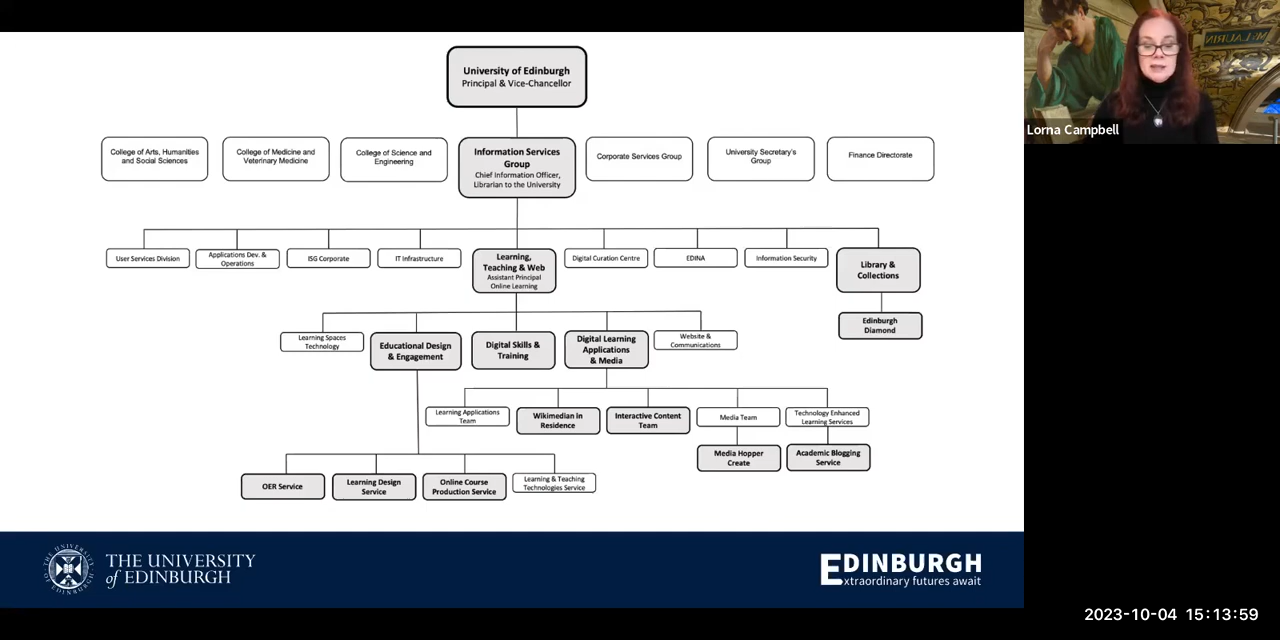 University of Edinburgh
Principal & Vice-Chancellor
College of Arts, Humanities
and Social Sciences
College of Medicine and
Veterinary Medicine
College of Science and
Engineering
Information Services
Group
Chief Information Officer,
Librarian to the University
Corporate Services Group
University Secretary's
Group
Finance Directorate
User Services Division
Applications Dev. &
Operations
ISG Corporate
IT Infrastructure
Learning,
Teaching & Web
Assistant Principal
Online Learning
Digital Curation Centre
EDINA
Information Security
Library &
Collections
Edinburgh
Diamond
Learning Spaces
Technology
Educational Design
& Engagement
Digital Skills &
Training
Digital Learning
Applications
& Media
Website &
Communications
Learning Applications
Team
Wikimedian in
Residence
Interactive Content
Team
Media Team
Technology Enhanced
Learning Services
Media Hopper
Create
Academic Blogging
Service
OER Service
Learning Design
Service
Online Course
Production Service
Learning & Teaching
Technologies Service
THE UNIVERSITY
of EDINBURGH
EDINBURGH
Extraordinary futures await
Lorna Campbell
2023-10-04 15:13:59